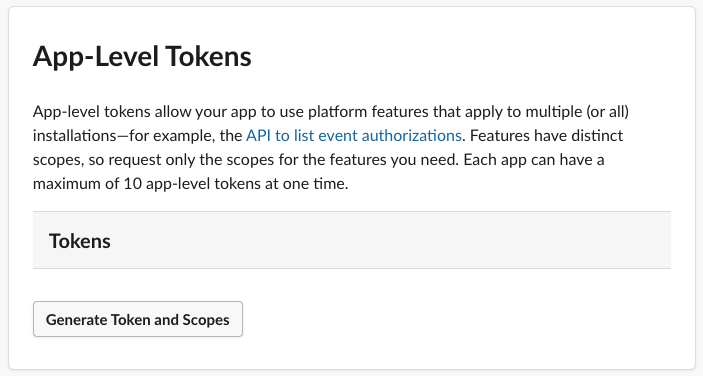 App-Level Tokens
App-level tokens allow your app to use platform features that apply to multiple (or all)
installations—for example, the API to list event authorizations. Features have distinct
scopes, so request only the scopes for the features you need. Each app can have a
maximum of 10 app-level tokens at one time.
Tokens
Generate Token and Scopes